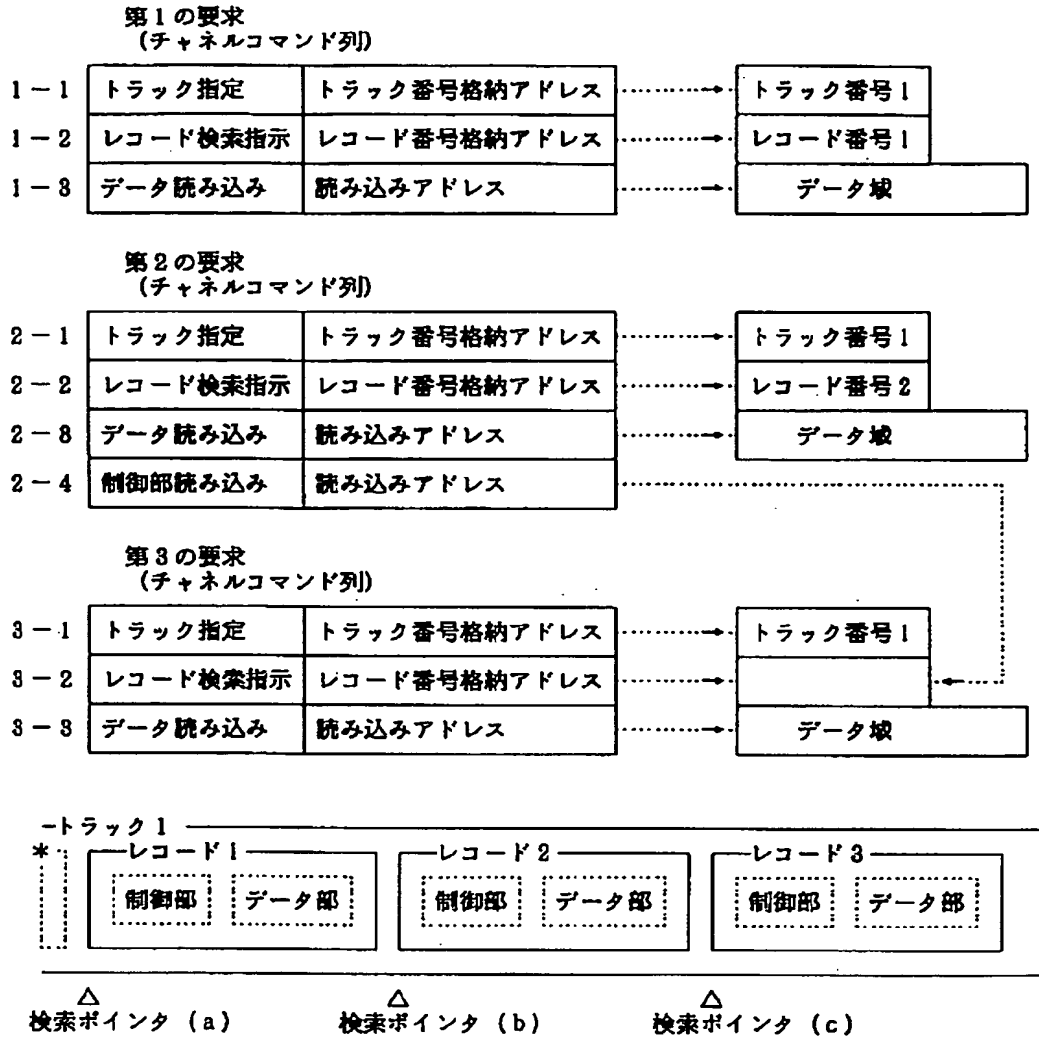 第1の要求
(チャネルコマンド列)
1-1 トラック指定 トラック番号格納アドレス トラック番号1
1-2 レコード検索指示 レコード番号格納アドレス レコード番号1
1-3 データ読み込み 読み込みアドレス データ域
第2の要求
(チャネルコマンド列)
2-1 トラック指定 トラック番号格納アドレス トラック番号1
2-2 レコード検索指示 レコード番号格納アドレス レコード番号2
2-3 データ読み込み 読み込みアドレス データ域
2-4 制御部読み込み 読み込みアドレス
第3の要求
(チャネルコマンド列)
3-1 トラック指定 トラック番号格納アドレス トラック番号1
3-2 レコード検索指示 レコード番号格納アドレス
3-3 データ読み込み 読み込みアドレス データ域
トラック1
* レコード1 レコード2 レコード3
制御部 データ部 制御部 データ部 制御部 データ部
検索ポインタ (a) 検索ポインタ (b) 検索ポインタ (c)